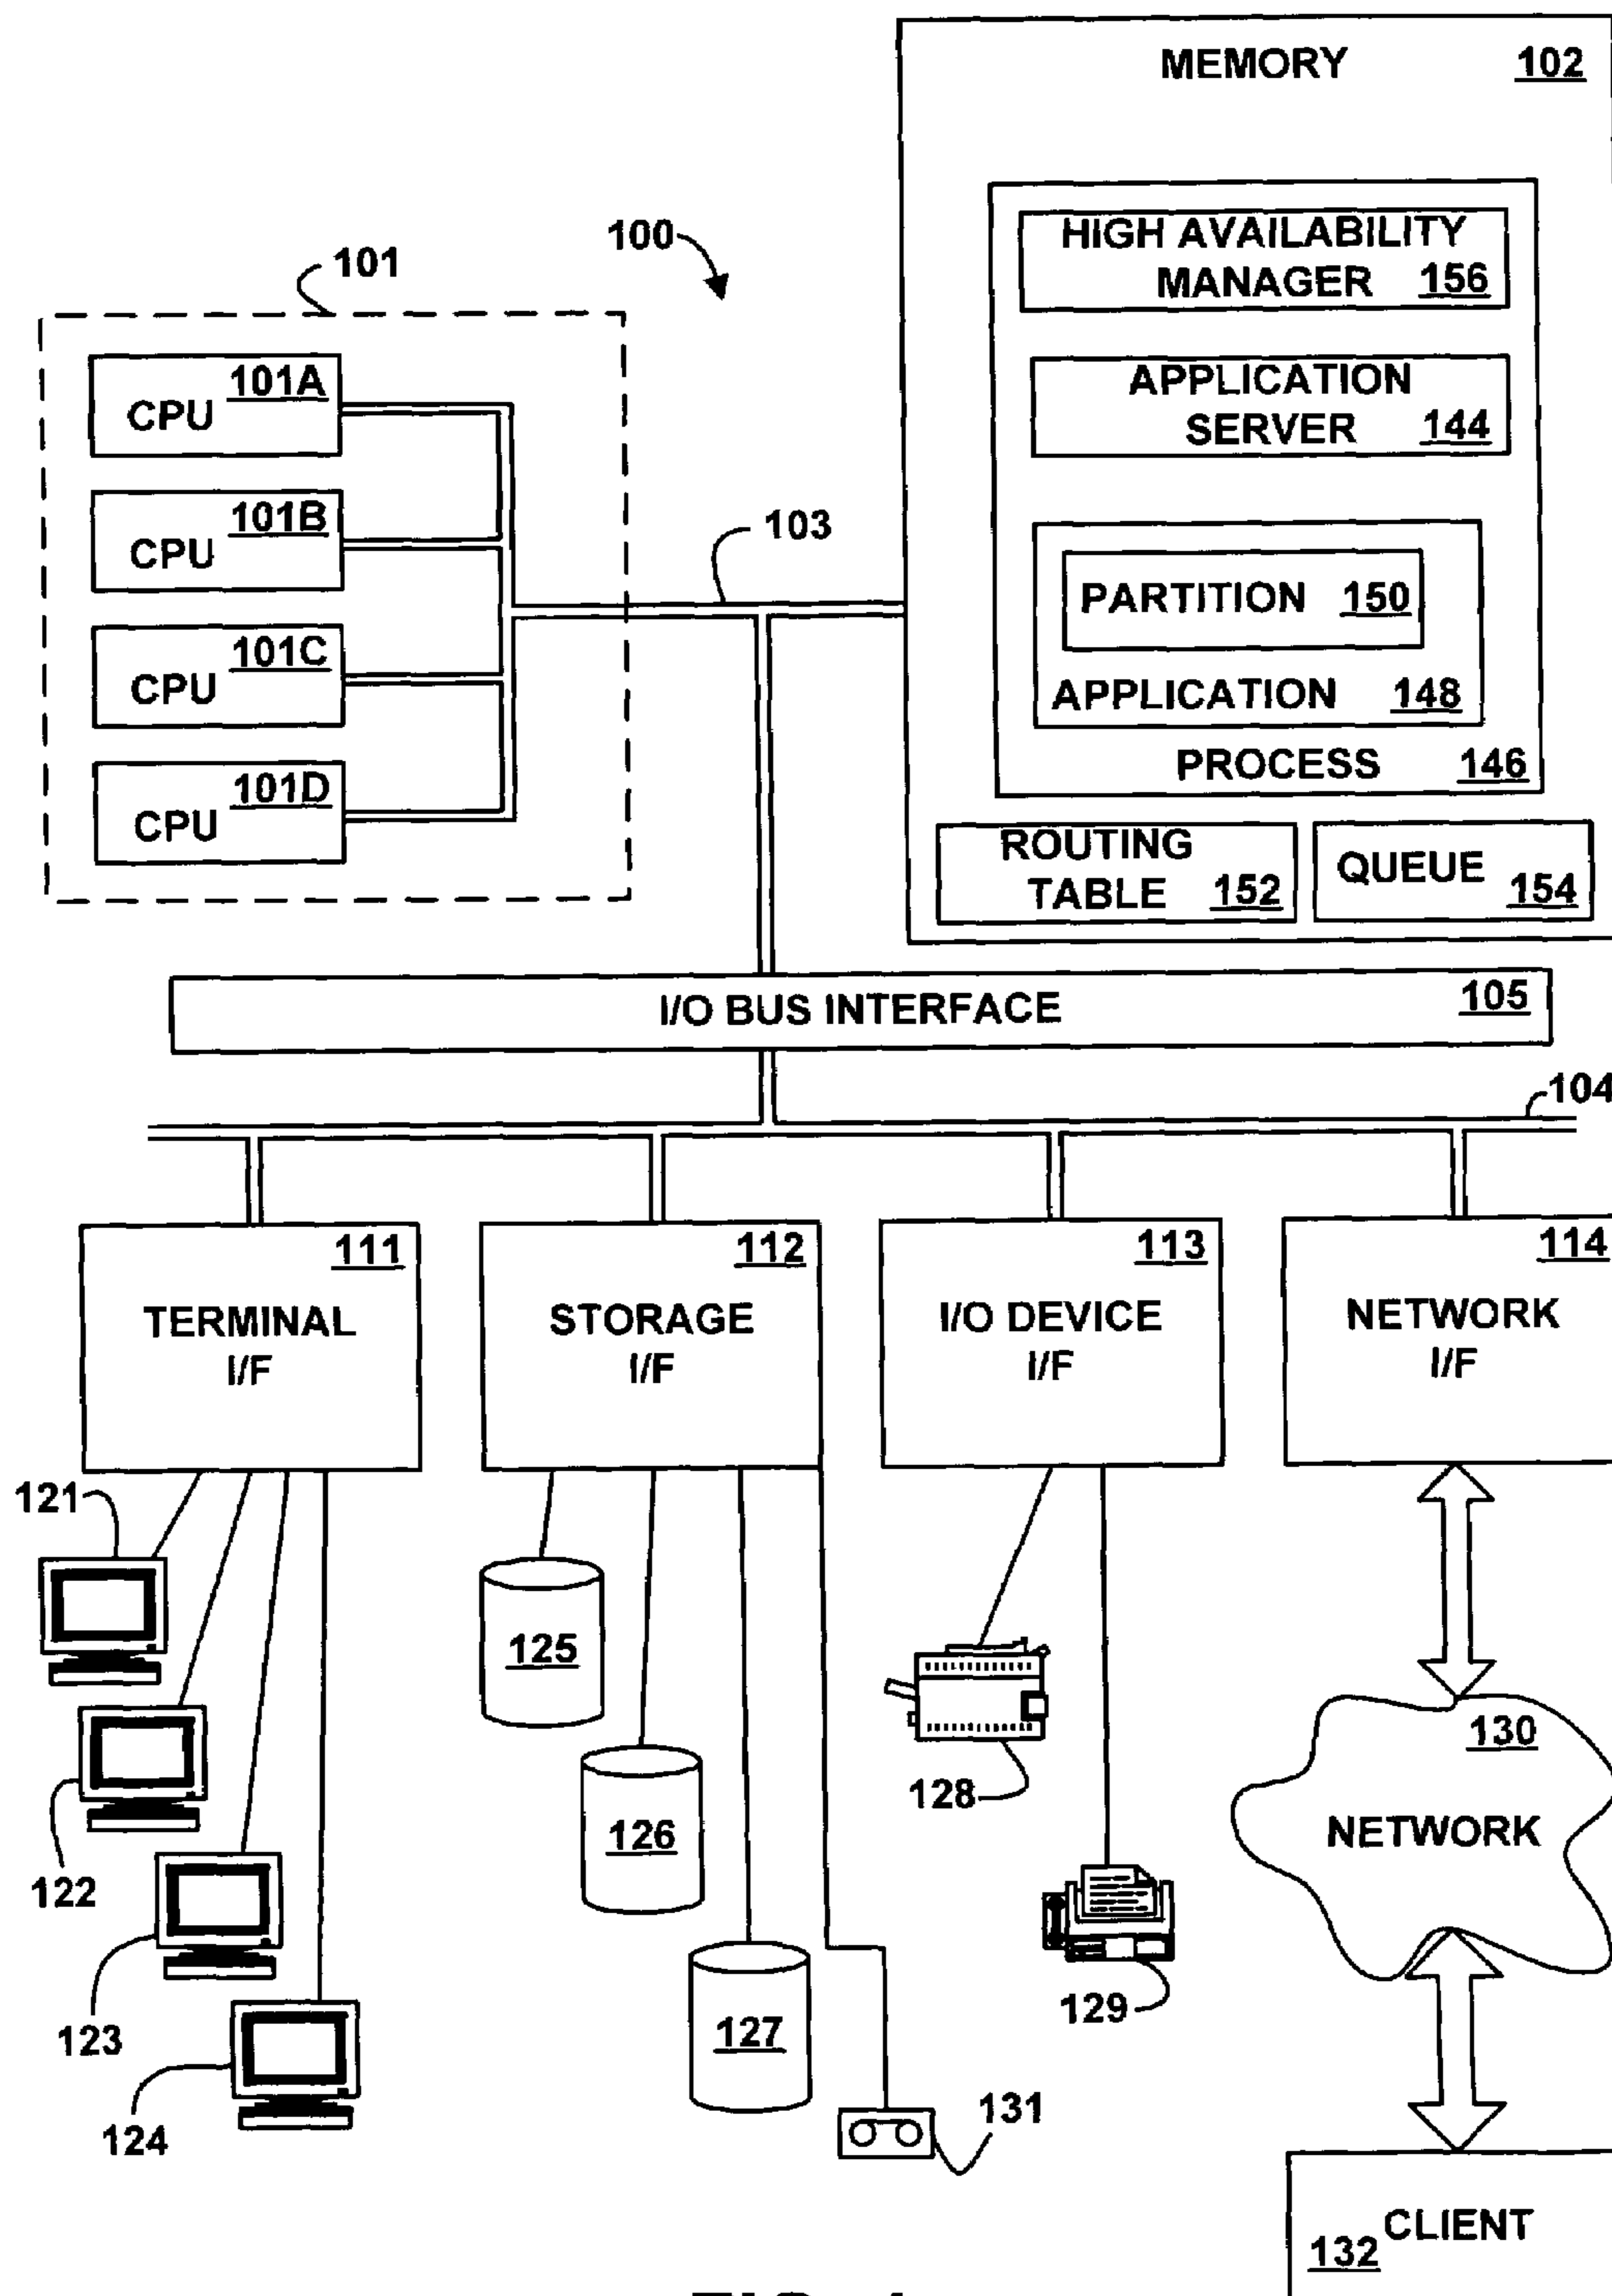 MEMORY 102
HIGH AVAILABILITY
MANAGER 156
100
101
APPLICATION
SERVER 144
101A
CPU
101B
CPU
103
PARTITION 150
101C
CPU
APPLICATION 148
PROCESS 146
101D
CPU
ROUTING
TABLE 152
QUEUE 154
I/O BUS INTERFACE 105
104
111
TERMINAL
I/F
112
STORAGE
I/F
113
I/O DEVICE
I/F
114
NETWORK
I/F
121
125
130
NETWORK
128
126
122
129
123
127
131
124
CLIENT
132